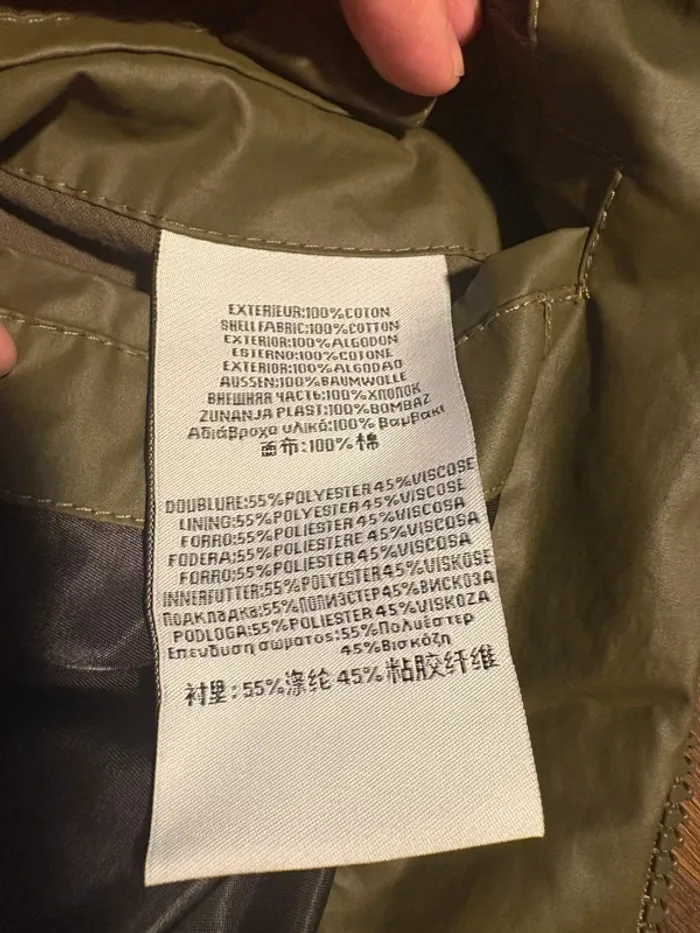 EXTERIEUR:100%COTON
SHELL FABRIC:100%COTTON
EXTERIOR:100%ALGODON
ESTERNO:100%COTONE
EXTERIOR:100%ALGODAO
AUSSEN:100%BAUMWOLLE
ВНЕШНЯЯ ЧАСТЬ:100%ХЛОПОК
ZUNANJA PLAST:100%BOMBAZ
Αδιάβροχο υλικό:100% Βαμβακι
面布:100%棉
DOUBLURE:55%POLYESTER 45%VISCOSE
LINING:55%POLYESTER 45%VISCOSE
FORRO:55%POLIESTER 45%VISCOSA
FODERA:55%POLIESTERE 45%VISCOSA
FORRO:55%POLIESTER 45%VISCOSA
INNERFUTTER:55%POLYESTER 45%VISKOSE
Подкладка:55%ПОЛИЭСТЕР 45%ВИСКОЗА
PODLOGA:55%POLIESTER 45%VISKOZA
Επενδυση σωματος:55%Πολυέστερ
45%Βισκόζη
衬里:55%涤纶 45%粘胶纤维